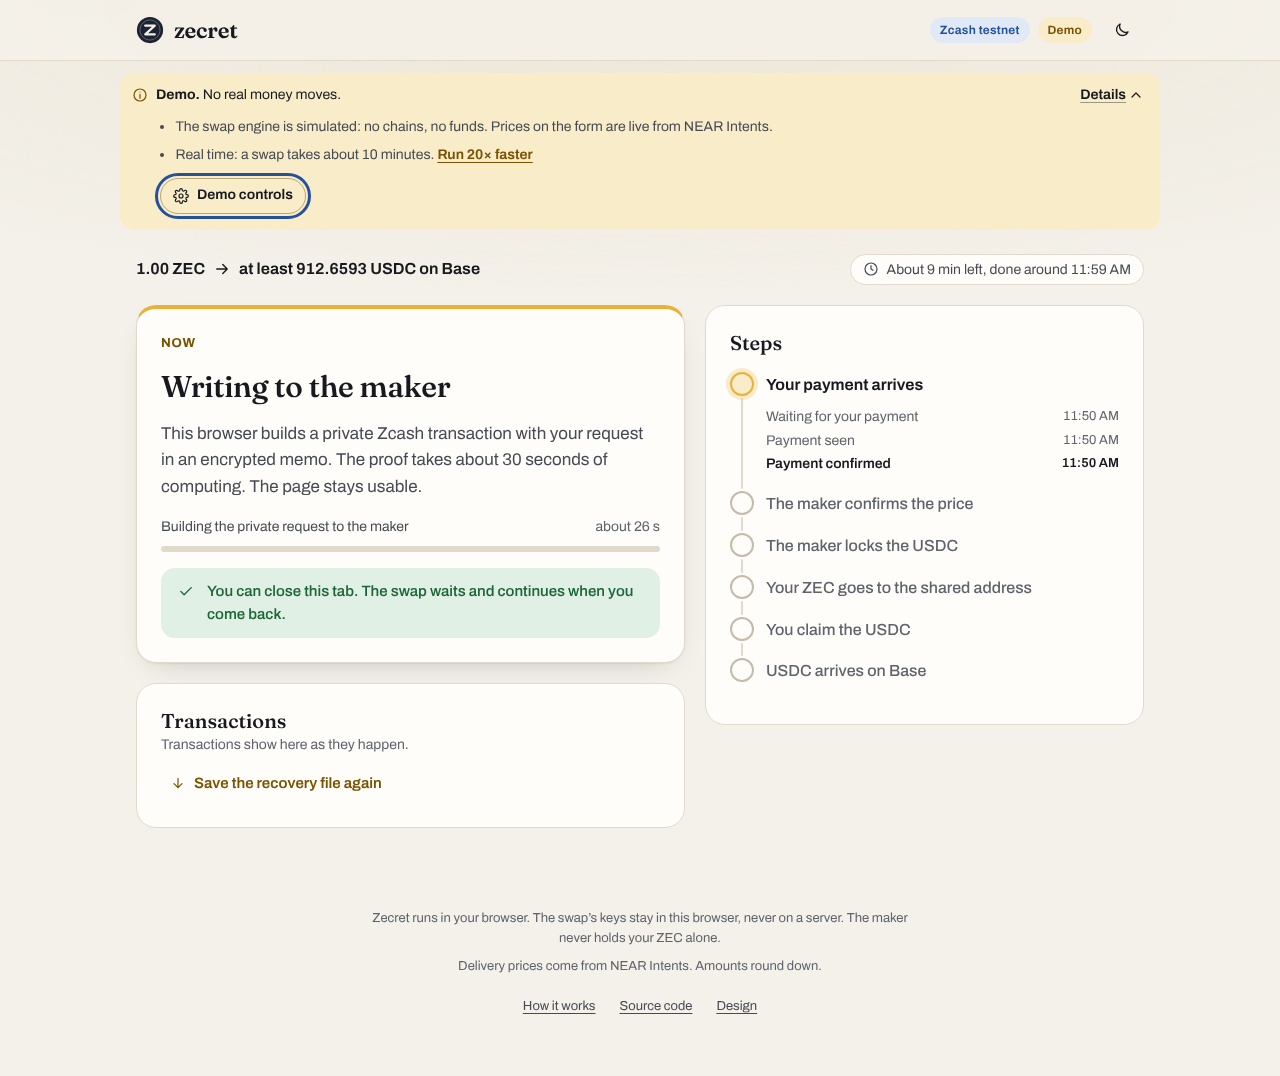 zecret
Zcash testnet
Demo
Demo. No real money moves.
Details
The swap engine is simulated: no chains, no funds. Prices on the form are live from NEAR Intents.
Real time: a swap takes about 10 minutes. Run 20× faster
Demo controls
1.00 ZEC → at least 912.6593 USDC on Base
About 9 min left, done around 11:59 AM
NOW
Writing to the maker
This browser builds a private Zcash transaction with your request
in an encrypted memo. The proof takes about 30 seconds of
computing. The page stays usable.
Building the private request to the maker
about 26 s
You can close this tab. The swap waits and continues when you
come back.
Transactions
Transactions show here as they happen.
Save the recovery file again
Steps
Your payment arrives
Waiting for your payment 11:50 AM
Payment seen 11:50 AM
Payment confirmed 11:50 AM
The maker confirms the price
The maker locks the USDC
Your ZEC goes to the shared address
You claim the USDC
USDC arrives on Base
Zecret runs in your browser. The swap’s keys stay in this browser, never on a server. The maker
never holds your ZEC alone.
Delivery prices come from NEAR Intents. Amounts round down.
How it works Source code Design